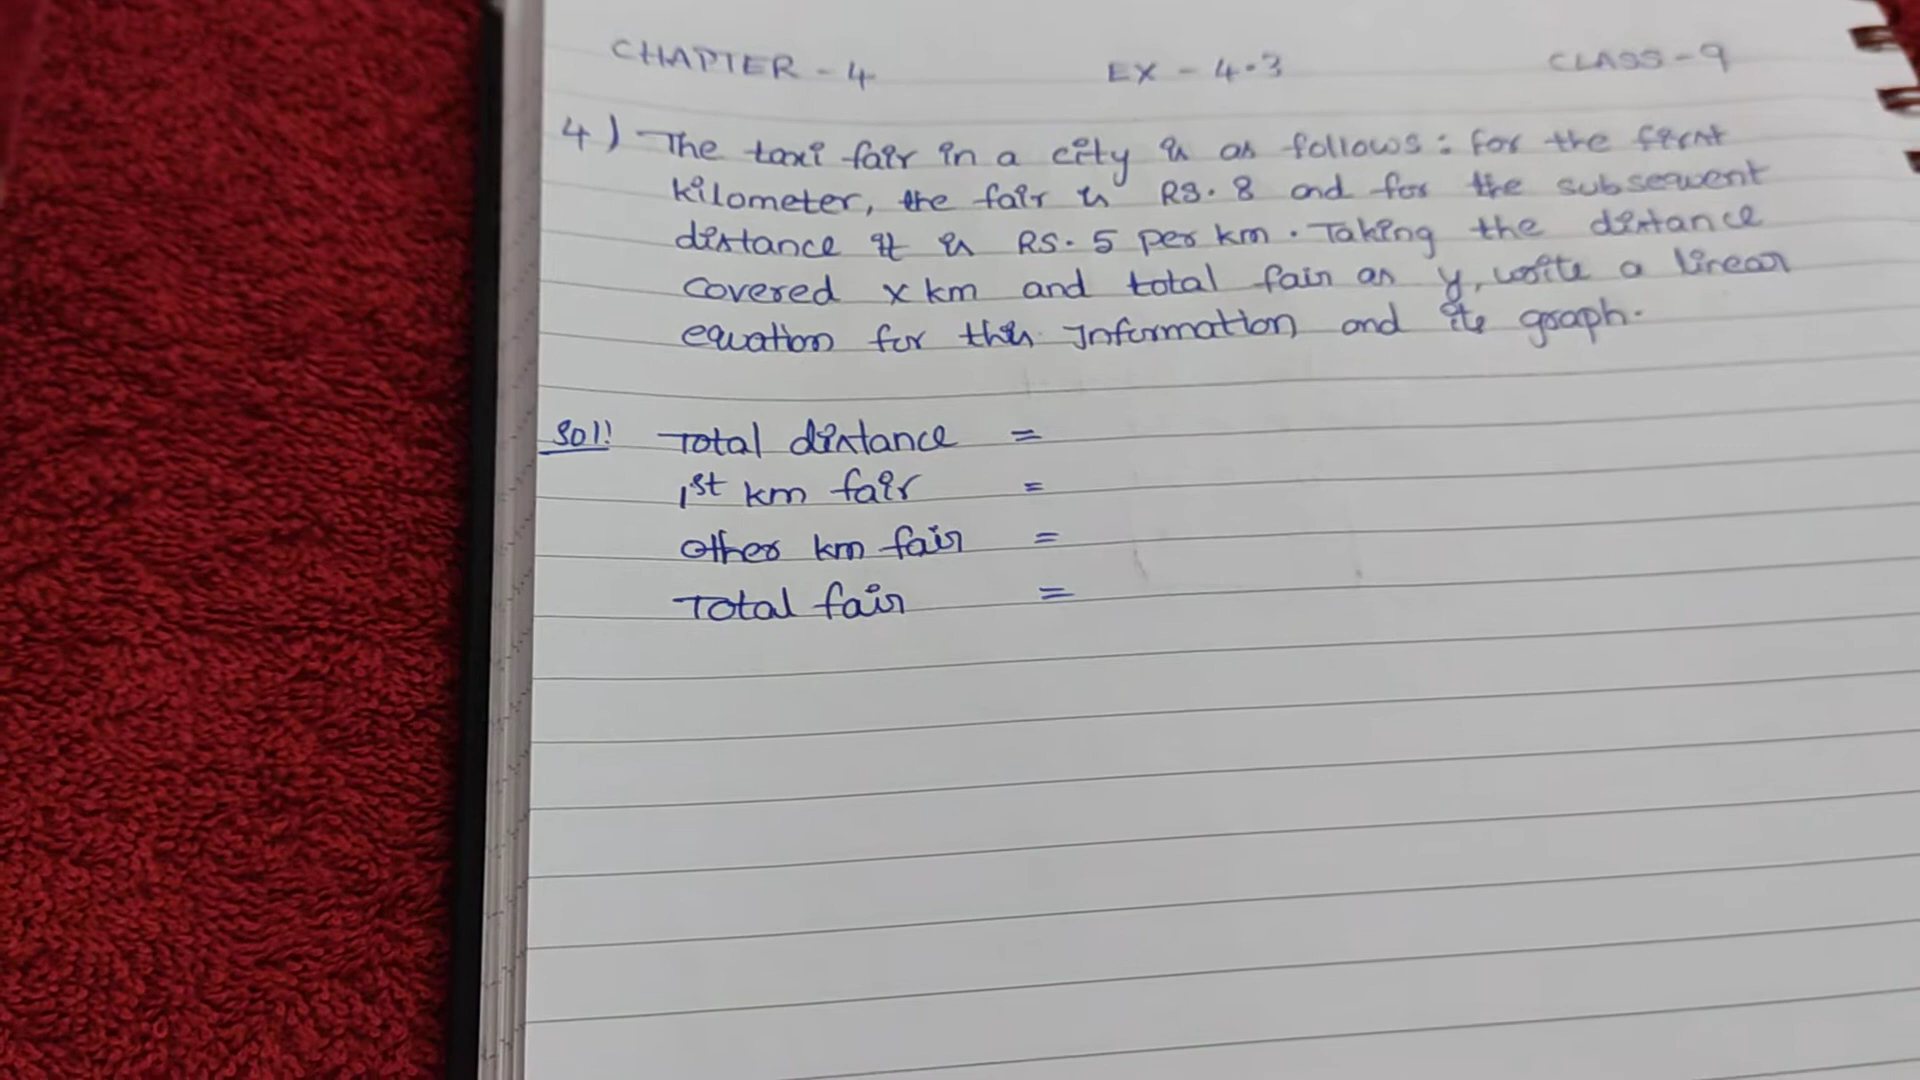 CHAPTER - 4 EX - 4.3 CLASS - 9
4) The taxi fair in a city is as follows: for the first
kilometer, the fair is RS. 8 and for the subsequent
distance it is RS. 5 per km. Taking the distance
covered x km and total fair as y, write a linear
equation for this Information and its graph.
Sol! Total distance =
1st km fair =
other km fair =
Total fair =